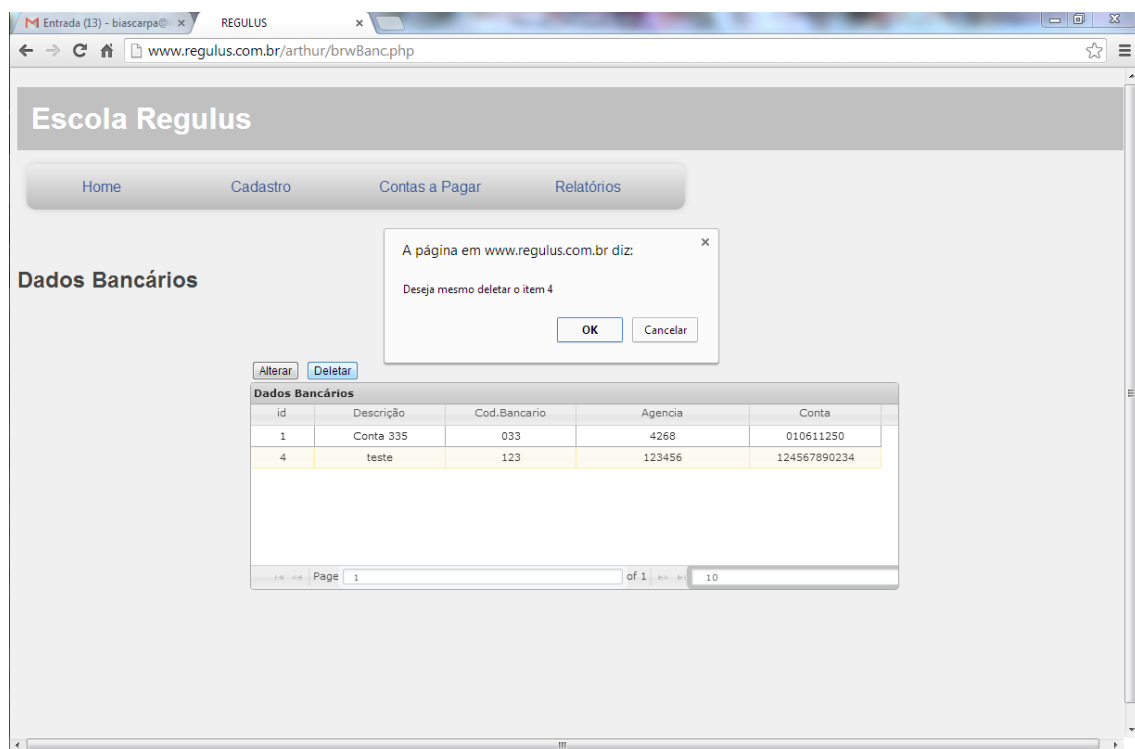 Entrada (13) - biascarpa@
REGULUS
www.regulus.com.br/arthur/brwBanc.php
Escola Regulus
Home Cadastro Contas a Pagar Relatórios
A página em www.regulus.com.br diz:
Deseja mesmo deletar o item 4
OK Cancelar
Dados Bancários
Alterar Deletar
Dados Bancários
id Descrição Cod.Bancario Agencia Conta
1 Conta 335 033 4268 010611250
4 teste 123 123456 124567890234
Page 1 of 1 10